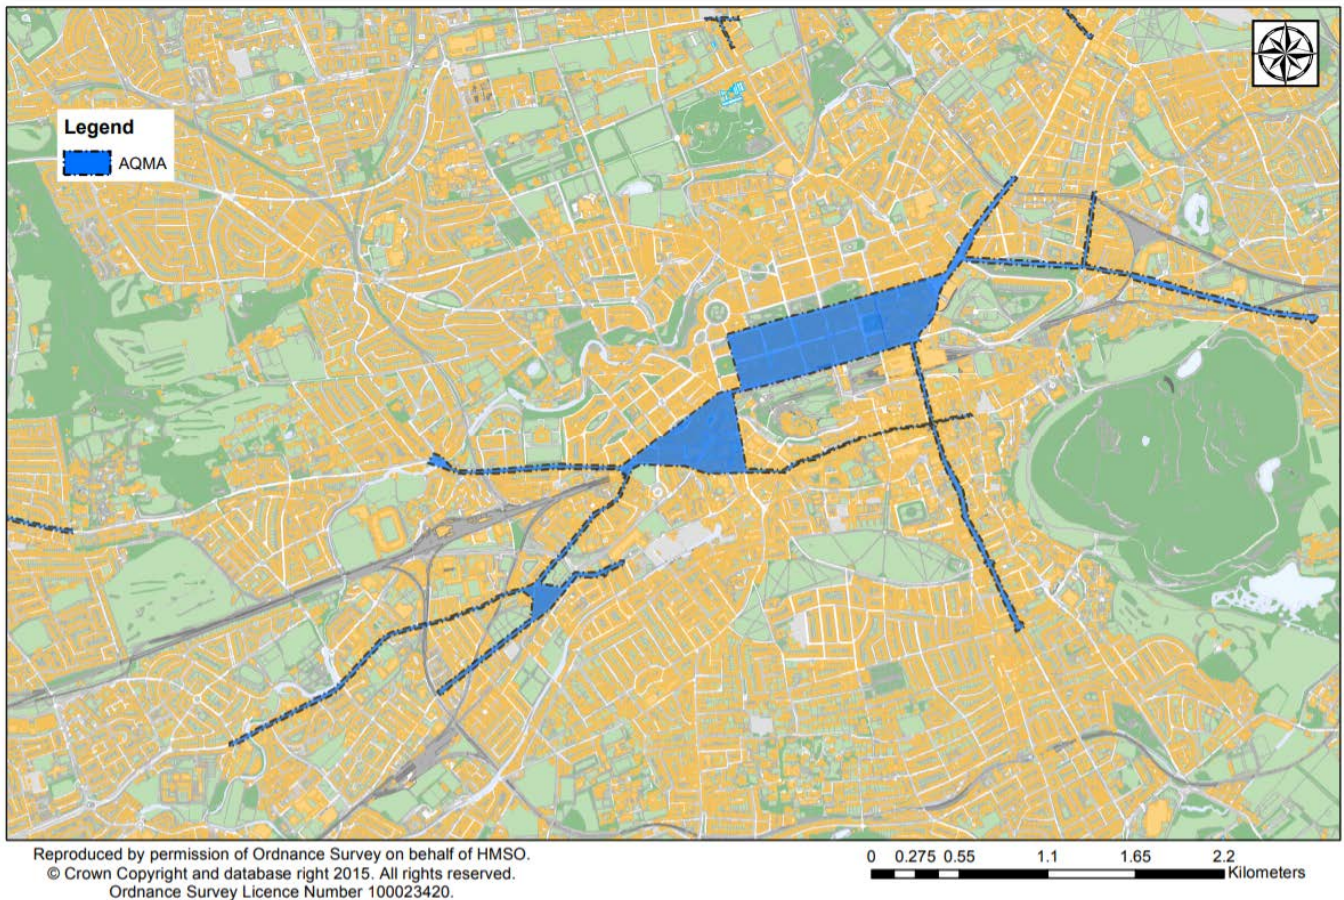 Legend
AQMA
Reproduced by permission of Ordnance Survey on behalf of HMSO.
© Crown Copyright and database right 2015. All rights reserved.
Ordnance Survey Licence Number 100023420.
0 0.275 0.55 1.1 1.65 2.2
Kilometers